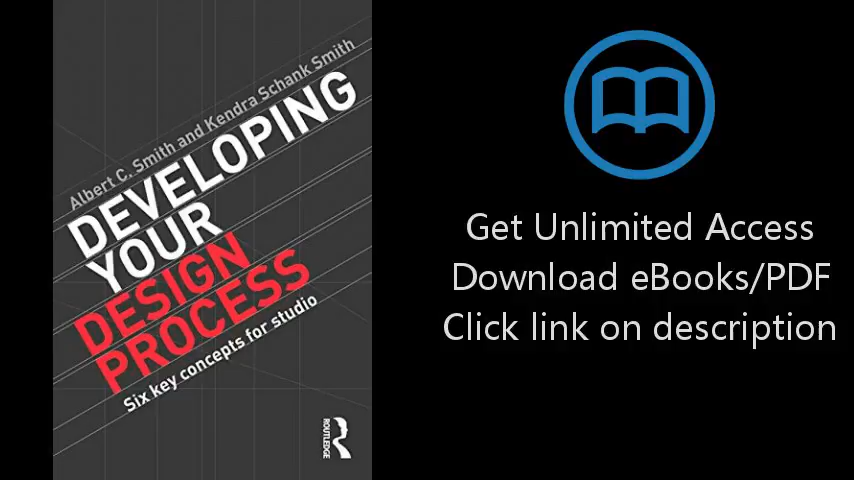 Albert C. Smith and Kendra Schank Smith
DEVELOPING
YOUR
DESIGN
PROCESS
Six key concepts for studio
ROUTLEDGE
Get Unlimited Access
Download eBooks/PDF
Click link on description